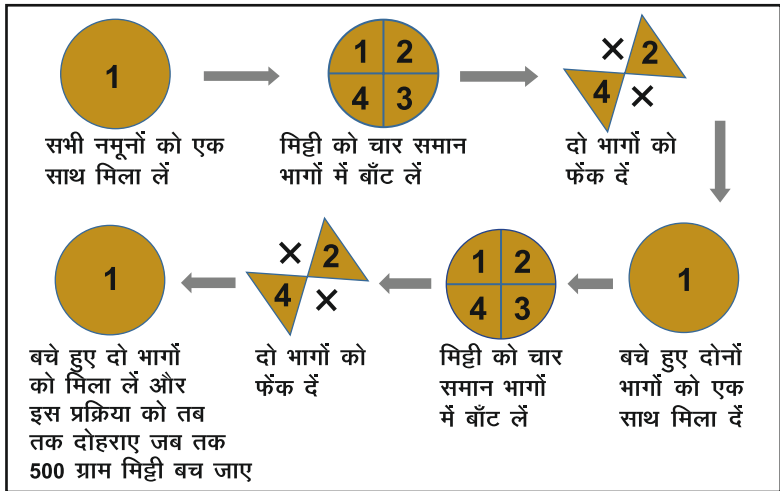 1
सभी नमूनों को एक
साथ मिला लें
1 2
4 3
मिट्टी को चार समान
भागों में बाँट लें
× 2
4 ×
दो भागों को
फेंक दें
1
बचे हुए दोनों
भागों को एक
साथ मिला दें
1 2
4 3
मिट्टी को चार
समान भागों
में बाँट लें
× 2
4 ×
दो भागों को
फेंक दें
1
बचे हुए दो भागों
को मिला लें और
इस प्रक्रिया को तब
तक दोहराए जब तक
500 ग्राम मिट्टी बच जाए